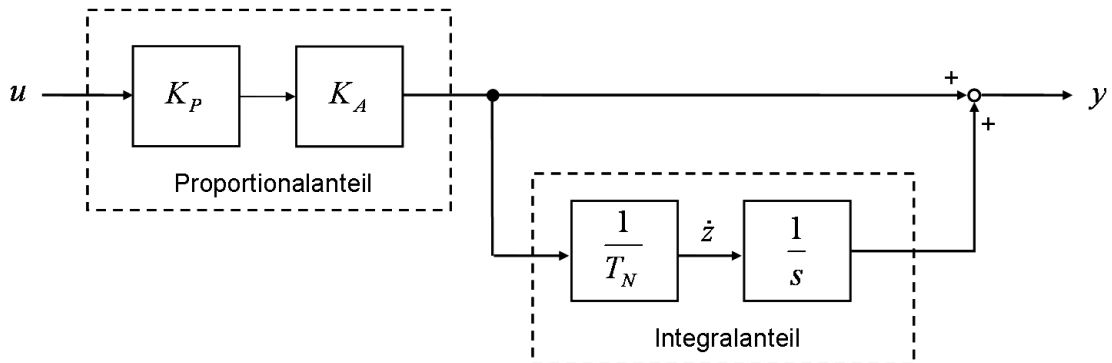 u
K_P
K_A
+
y
+
Proportionalanteil
1
T_N
ż
1
s
Integralanteil